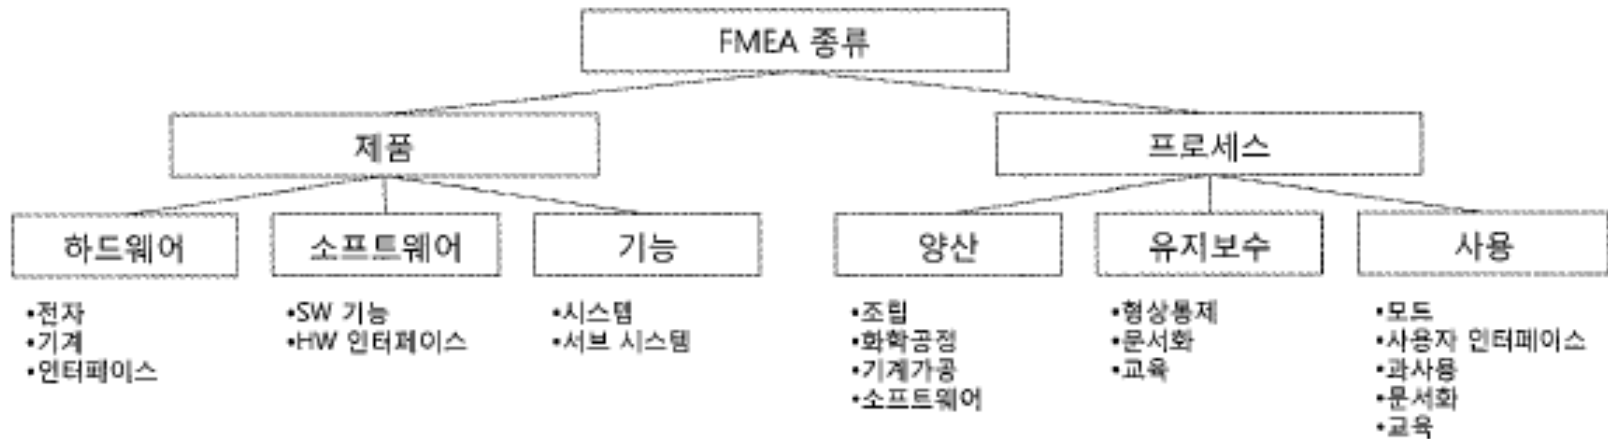 FMEA 종류
제품
프로세스
하드웨어
소프트웨어
기능
양산
유지보수
사용
•전자
•기계
•인터페이스
•SW 기능
•HW 인터페이스
•시스템
•서브 시스템
•조립
•화학공정
•기계가공
•소프트웨어
•형상통제
•문서화
•교육
•모드
•사용자 인터페이스
•과사용
•문서화
•교육